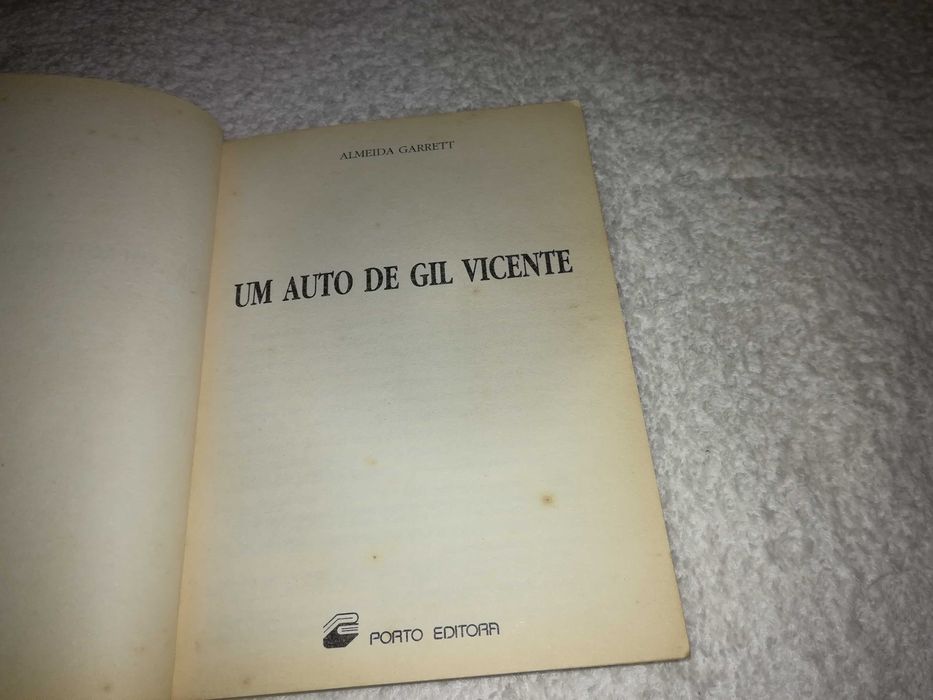 ALMEIDA GARRETT
UM AUTO DE GIL VICENTE
PORTO EDITORA